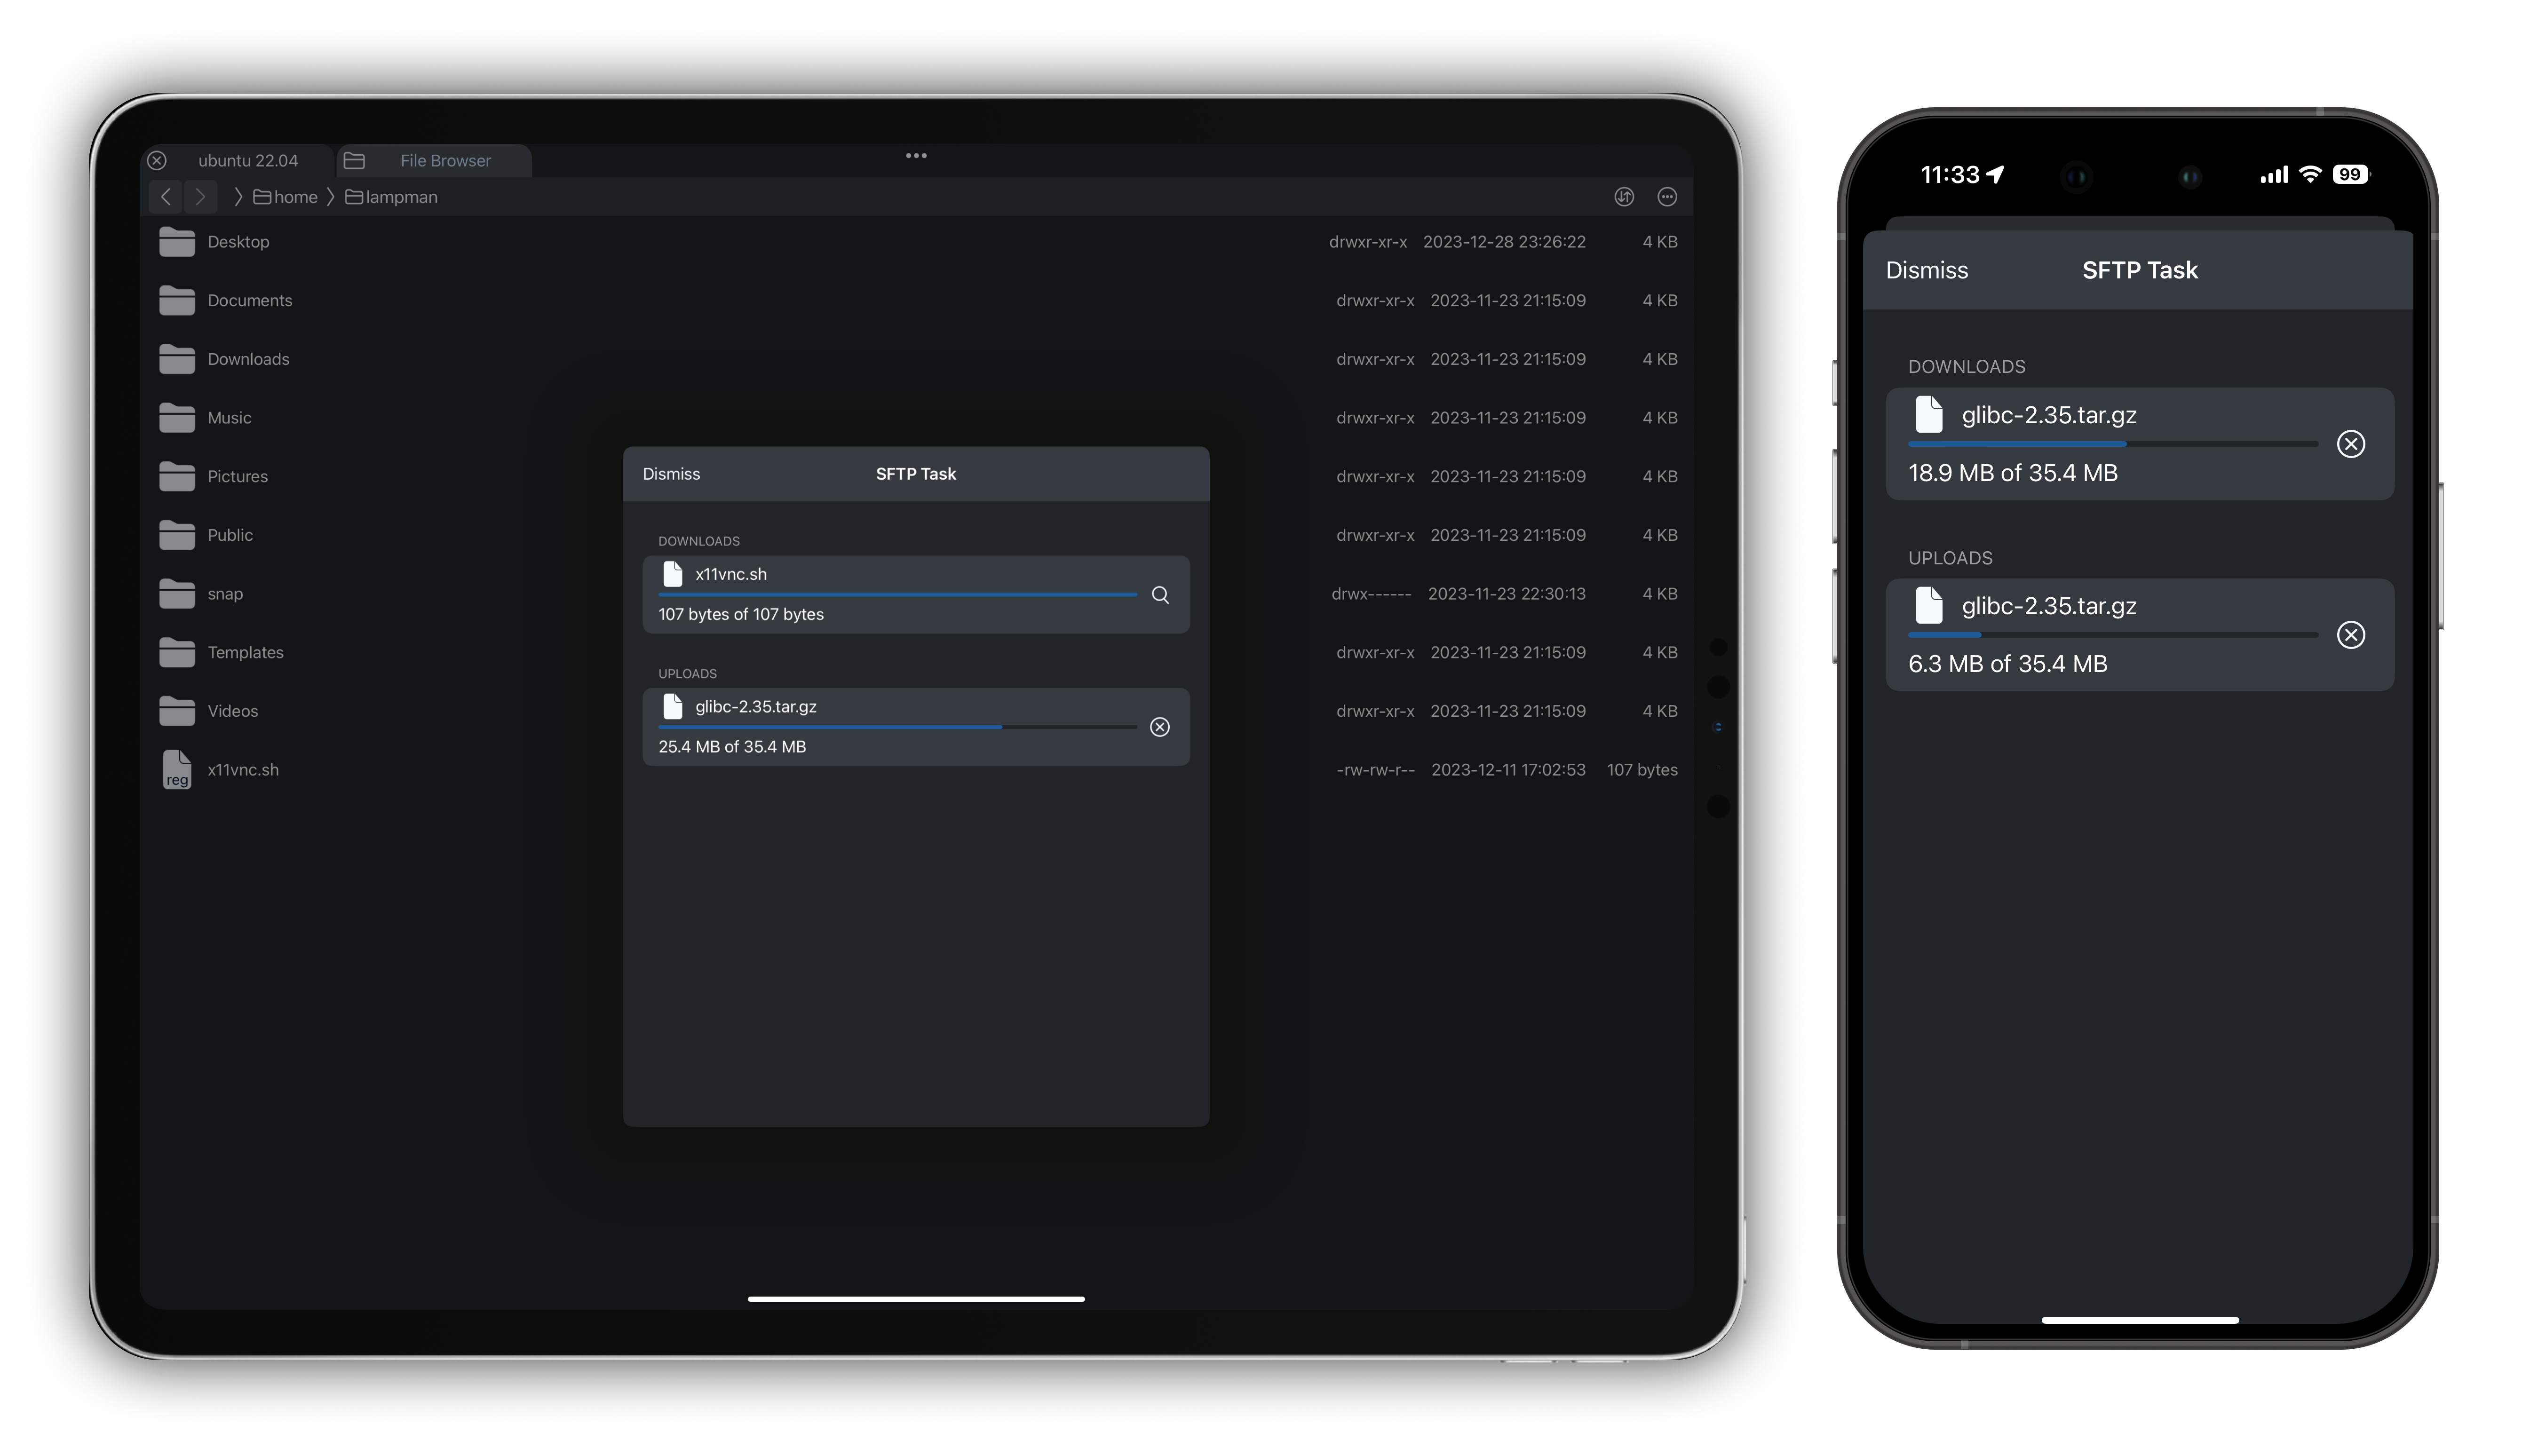 ubuntu 22.04 File Browser
home lampman
Desktop drwxr-xr-x 2023-12-28 23:26:22 4 KB
Documents drwxr-xr-x 2023-11-23 21:15:09 4 KB
Downloads drwxr-xr-x 2023-11-23 21:15:09 4 KB
Music drwxr-xr-x 2023-11-23 21:15:09 4 KB
Pictures drwxr-xr-x 2023-11-23 21:15:09 4 KB
Public drwxr-xr-x 2023-11-23 21:15:09 4 KB
snap drwx------ 2023-11-23 22:30:13 4 KB
Templates drwxr-xr-x 2023-11-23 21:15:09 4 KB
Videos drwxr-xr-x 2023-11-23 21:15:09 4 KB
reg x11vnc.sh -rw-rw-r-- 2023-12-11 17:02:53 107 bytes
Dismiss SFTP Task
DOWNLOADS
x11vnc.sh
107 bytes of 107 bytes
UPLOADS
glibc-2.35.tar.gz
25.4 MB of 35.4 MB
11:33 99
Dismiss SFTP Task
DOWNLOADS
glibc-2.35.tar.gz
18.9 MB of 35.4 MB
UPLOADS
glibc-2.35.tar.gz
6.3 MB of 35.4 MB